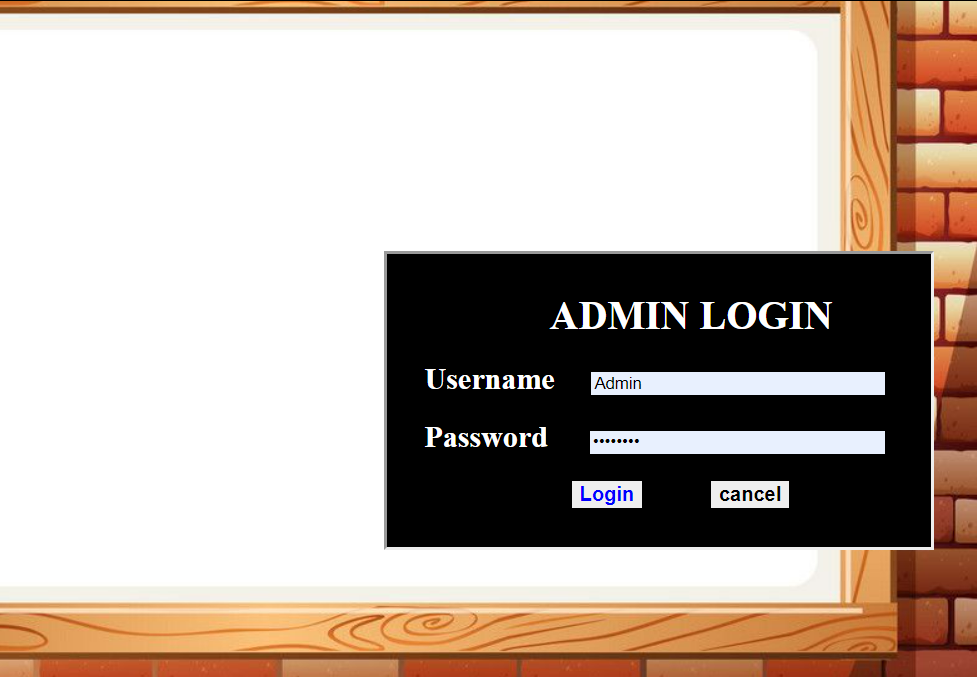 ADMIN LOGIN
Username Admin
Password ••••••••
Login cancel